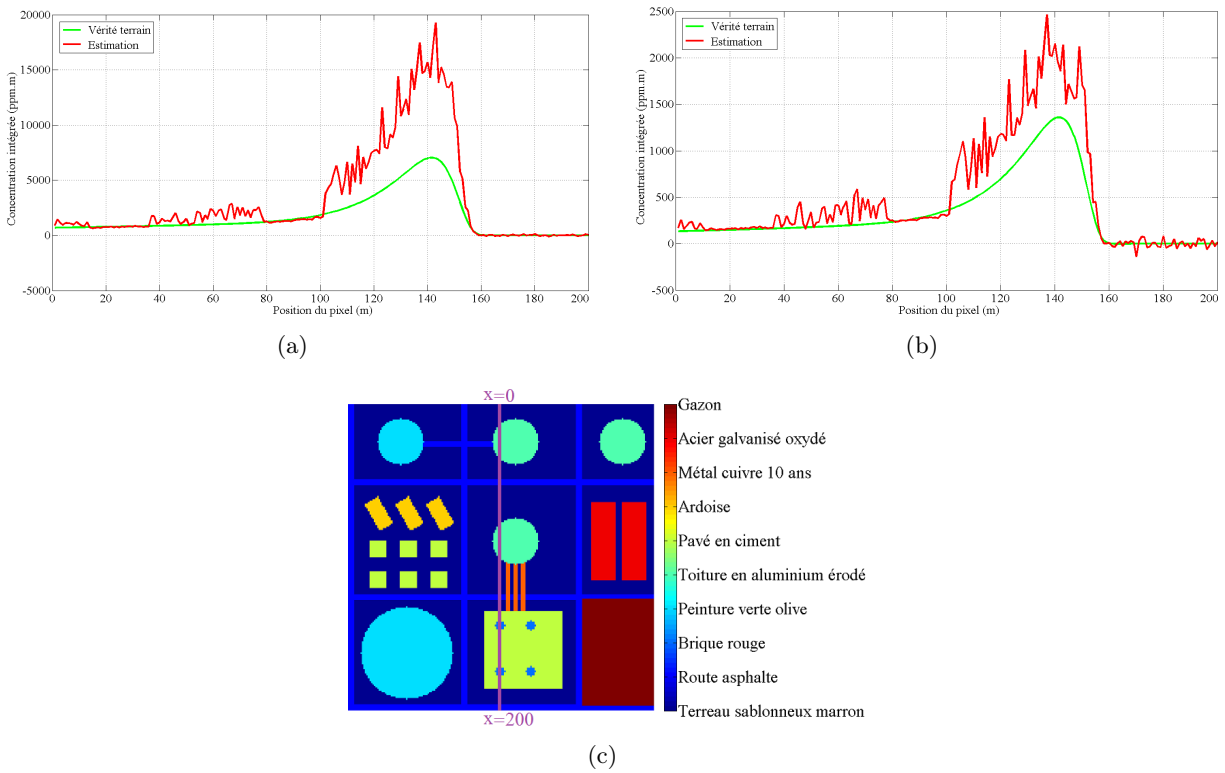 20000
15000
10000
5000
0
-5000
Concentration intégrée (ppm.m)
Vérité terrain
Estimation
0 20 40 60 80 100 120 140 160 180 200
Position du pixel (m)
(a)
2500
2000
1500
1000
500
0
-500
Concentration intégrée (ppm.m)
Vérité terrain
Estimation
0 20 40 60 80 100 120 140 160 180 200
Position du pixel (m)
(b)
x=0
Gazon
Acier galvanisé oxydé
Métal cuivre 10 ans
Ardoise
Pavé en ciment
Toiture en aluminium érodé
Peinture verte olive
Brique rouge
Route asphalte
Terreau sablonneux marron
x=200
(c)